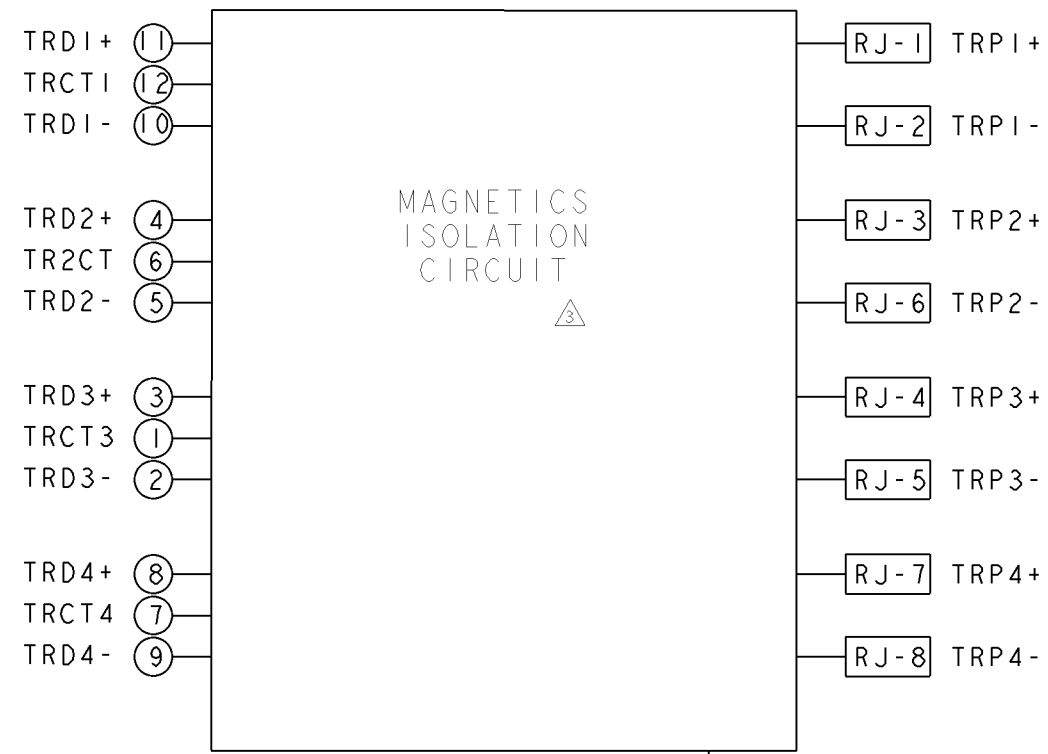 TRD1+ 11
TRCT1 12
TRD1- 10
TRD2+ 4
TR2CT 6
TRD2- 5
TRD3+ 3
TRCT3 1
TRD3- 2
TRD4+ 8
TRCT4 7
TRD4- 9
MAGNETICS
ISOLATION
CIRCUIT
3
RJ-1 TRP1+
RJ-2 TRP1-
RJ-3 TRP2+
RJ-6 TRP2-
RJ-4 TRP3+
RJ-5 TRP3-
RJ-7 TRP4+
RJ-8 TRP4-